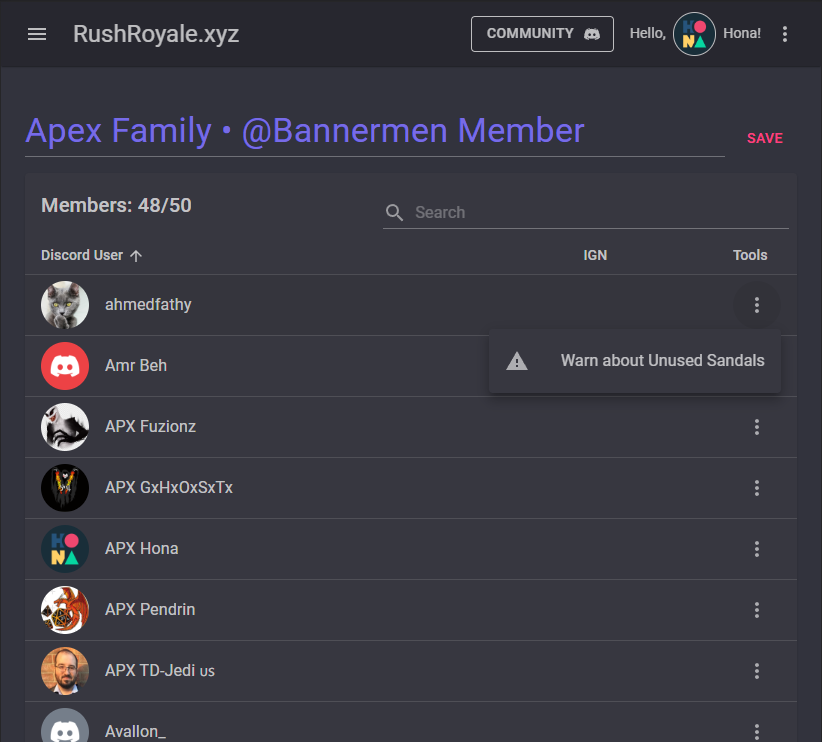 RushRoyale.xyz
COMMUNITY
Hello,
HONA
Hona!
Apex Family • @Bannermen Member
SAVE
Members: 48/50
Search
Discord User
IGN
Tools
ahmedfathy
Warn about Unused Sandals
Amr Beh
APX Fuzionz
APX GxHxOxSxTx
HONA
APX Hona
APX Pendrin
APX TD-Jedi us
Avallon_